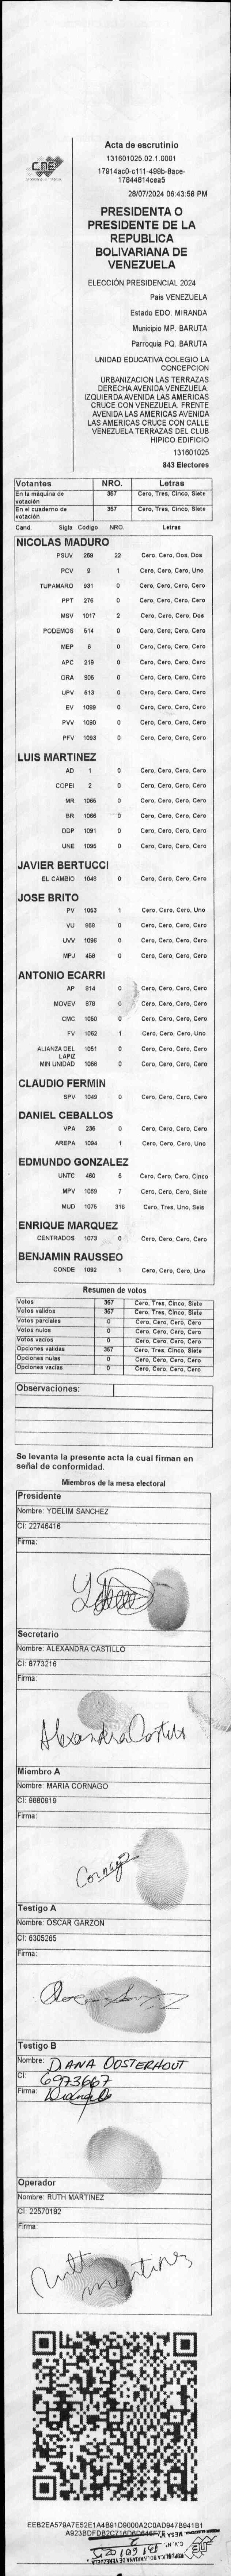 CNE
Acta de escrutinio
131601025.02.1.0001
17914ac0-c111-499b-8ace-
17844814cea5
28/07/2024 06:43:58 PM
PRESIDENTA O
PRESIDENTE DE LA
REPUBLICA
BOLIVARIANA DE
VENEZUELA
ELECCIÓN PRESIDENCIAL 2024
Pais VENEZUELA
Estado EDO. MIRANDA
Municipio MP. BARUTA
Parroquia PQ. BARUTA
UNIDAD EDUCATIVA COLEGIO LA
CONCEPCION
URBANIZACION LAS TERRAZAS
DERECHA AVENIDA VENEZUELA.
IZQUIERDA AVENIDA LAS AMERICAS
CRUCE CON VENEZUELA. FRENTE
AVENIDA LAS AMERICAS AVENIDA
LAS AMERICAS CRUCE CON CALLE
VENEZUELA TERRAZAS DEL CLUB
HIPICO EDIFICIO
131601025
843 Electores
Votantes NRO. Letras
En la máquina de votación 367 Cero, Tres, Cinco, Siete
En el cuaderno de votación 367 Cero, Tres, Cinco, Siete
Cand. Sigla Código NRO. Letras
NICOLAS MADURO
PSUV 289 22 Cero, Cero, Dos, Dos
PCV 9 1 Cero, Cero, Cero, Uno
TUPAMARO 931 0 Cero, Cero, Cero, Cero
PPT 276 0 Cero, Cero, Cero, Cero
MSV 1017 2 Cero, Cero, Cero, Dos
PODEMOS 514 0 Cero, Cero, Cero, Cero
MEP 6 0 Cero, Cero, Cero, Cero
APC 219 0 Cero, Cero, Cero, Cero
ORA 906 0 Cero, Cero, Cero, Cero
UPV 613 0 Cero, Cero, Cero, Cero
EV 1089 0 Cero, Cero, Cero, Cero
PVV 1090 0 Cero, Cero, Cero, Cero
PFV 1093 0 Cero, Cero, Cero, Cero
LUIS MARTINEZ
AD 1 0 Cero, Cero, Cero, Cero
COPEI 2 0 Cero, Cero, Cero, Cero
MR 1065 0 Cero, Cero, Cero, Cero
BR 1066 0 Cero, Cero, Cero, Cero
DDP 1091 0 Cero, Cero, Cero, Cero
UNE 1095 0 Cero, Cero, Cero, Cero
JAVIER BERTUCCI
EL CAMBIO 1048 0 Cero, Cero, Cero, Cero
JOSE BRITO
PV 1053 1 Cero, Cero, Cero, Uno
VU 968 0 Cero, Cero, Cero, Cero
UVV 1096 0 Cero, Cero, Cero, Cero
MPJ 458 0 Cero, Cero, Cero, Cero
ANTONIO ECARRI
AP 814 0 Cero, Cero, Cero, Cero
MOVEV 979 0 Cero, Cero, Cero, Cero
CMC 1050 0 Cero, Cero, Cero, Cero
FV 1062 1 Cero, Cero, Cero, Uno
ALIANZA DEL LAPIZ 1051 0 Cero, Cero, Cero, Cero
MIN UNIDAD 1056 0 Cero, Cero, Cero, Cero
CLAUDIO FERMIN
SPV 1049 0 Cero, Cero, Cero, Cero
DANIEL CEBALLOS
VPA 236 0 Cero, Cero, Cero, Cero
AREPA 1094 1 Cero, Cero, Cero, Uno
EDMUNDO GONZALEZ
UNTC 460 5 Cero, Cero, Cero, Cinco
MPV 1069 7 Cero, Cero, Cero, Siete
MUD 1076 316 Cero, Tres, Uno, Seis
ENRIQUE MARQUEZ
CENTRADOS 1073 0 Cero, Cero, Cero, Cero
BENJAMIN RAUSSEO
CONDE 1092 1 Cero, Cero, Cero, Uno
Resumen de votos
Votos 357 Cero, Tres, Cinco, Siete
Votos validos 357 Cero, Tres, Cinco, Siete
Votos parciales 0 Cero, Cero, Cero, Cero
Votos nulos 0 Cero, Cero, Cero, Cero
Votos vacios 0 Cero, Cero, Cero, Cero
Opciones validas 357 Cero, Tres, Cinco, Siete
Opciones nulas 0 Cero, Cero, Cero, Cero
Opciones vacias 0 Cero, Cero, Cero, Cero
Observaciones:
Se levanta la presente acta la cual firman en
señal de conformidad.
Miembros de la mesa electoral
Presidente
Nombre: YDELIM SANCHEZ
CI: 22746416
Firma:
Secretario
Nombre: ALEXANDRA CASTILLO
CI: 8773216
Firma:
Alexandra Castillo
Miembro A
Nombre: MARIA CORNAGO
CI: 9880919
Firma:
Cornago
Testigo A
Nombre: OSCAR GARZON
CI: 6305265
Firma:
Testigo B
Nombre: DIANA OOSTERHOUT
CI: 6973667
Firma:
Operador
Nombre: RUTH MARTINEZ
CI: 22570182
Firma:
Ruth Martinez
EEB2EA579A7E52E1A4B91D9000A2C0AD947B941B1